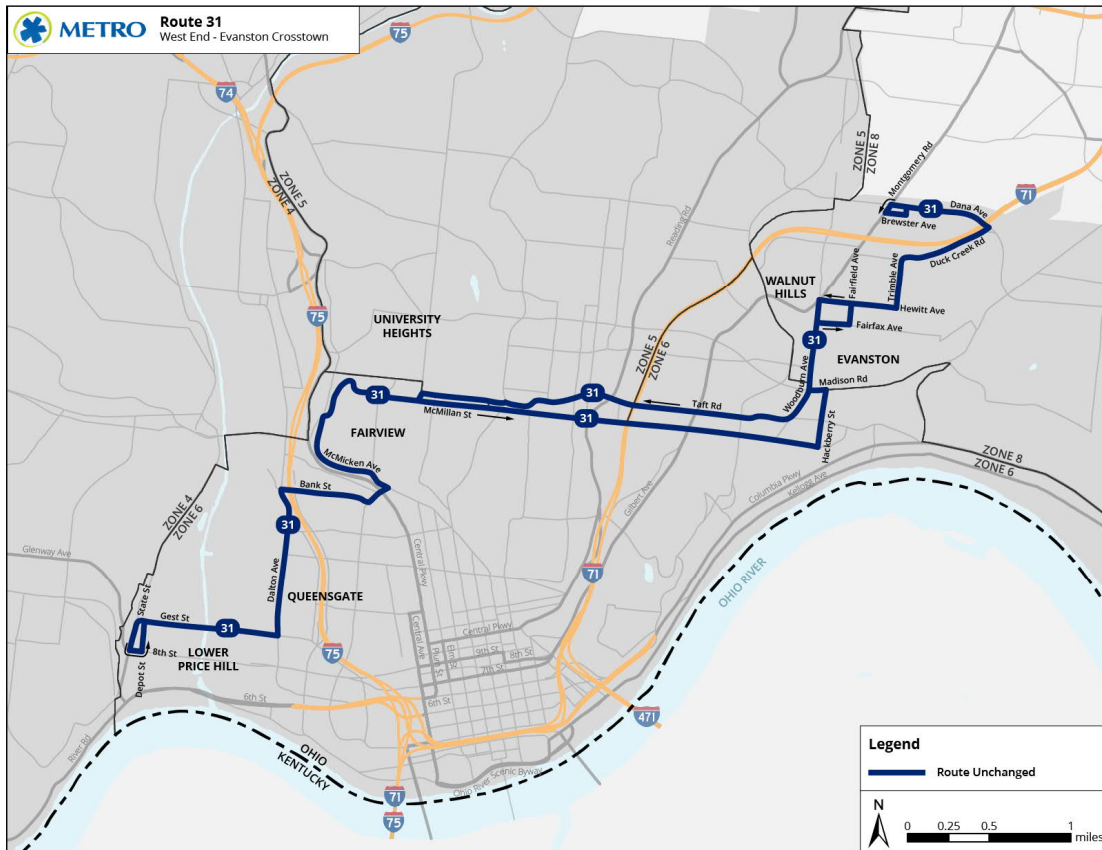 METRO
Route 31
West End - Evanston Crosstown
75
74
ZONE 5
ZONE 8
Montgomery Rd
71
31
Dana Ave
Brewster Ave
Reading Rd
ZONE 5
ZONE 4
Duck Creek Rd
Fairfield Ave
Trimble Ave
WALNUT
HILLS
75
UNIVERSITY
HEIGHTS
Hewitt Ave
Fairfax Ave
31
EVANSTON
ZONE 5
ZONE 6
Woodburn Ave
Madison Rd
31
31
Taft Rd
McMillan St
31
FAIRVIEW
Hackberry St
McMicken Ave
ZONE 8
ZONE 6
Columbia Pkwy
Kellogg Ave
Gilbert Ave
Bank St
ZONE 4
ZONE 6
31
Glenway Ave
Central Pkwy
71
OHIO RIVER
Dalton Ave
QUEENSGATE
State St
Gest St
31
Central Pkwy
Central Ave
Plum St
Elm St
9th St
8th St
7th St
75
LOWER
PRICE HILL
8th St
Depot St
6th St
6th St
471
River Rd
OHIO
KENTUCKY
Ohio River Scenic Byway
71
75
Legend
Route Unchanged
N
0 0.25 0.5 1
miles